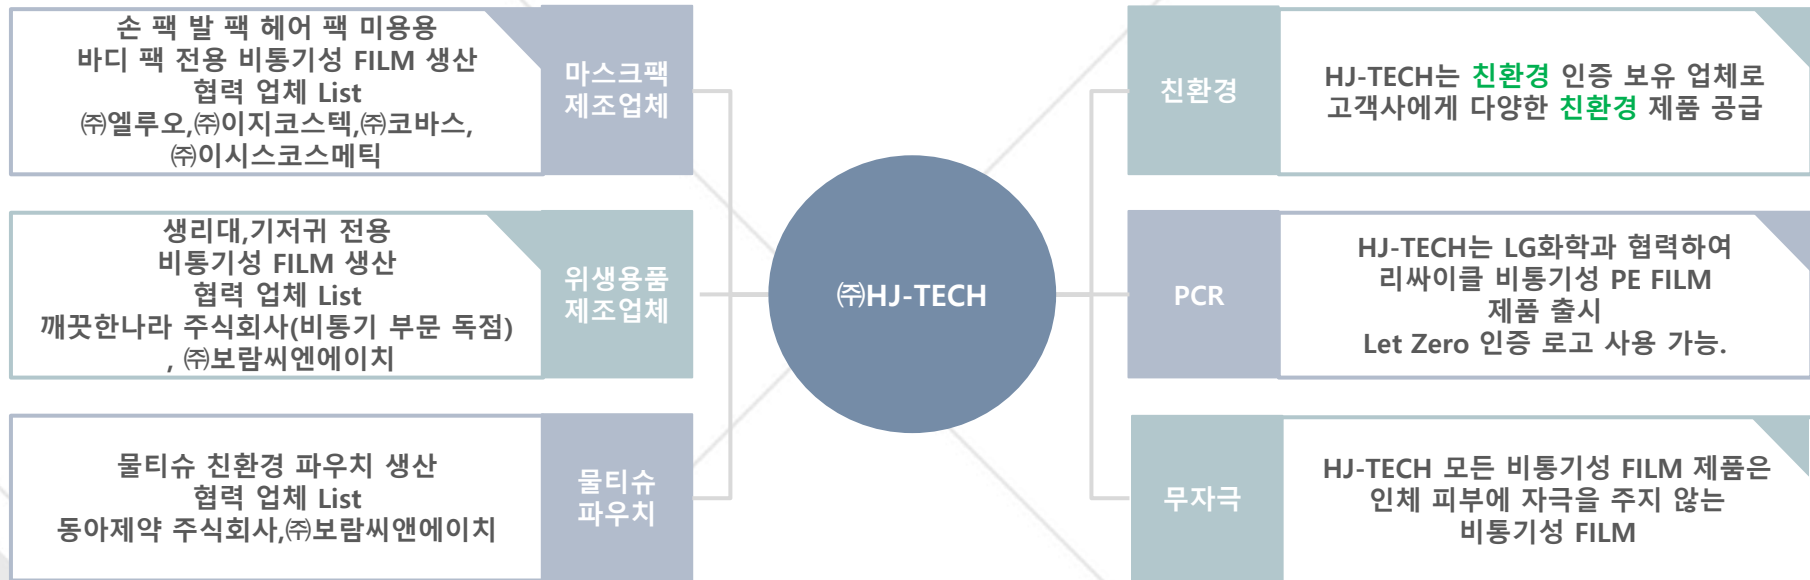 손 팩 발 팩 헤어 팩 미용용
바디 팩 전용 비통기성 FILM 생산
협력 업체 List
㈜엘루오,㈜이지코스텍,㈜코바스,
㈜이시스코스메틱
마스크팩
제조업체
생리대,기저귀 전용
비통기성 FILM 생산
협력 업체 List
깨끗한나라 주식회사(비통기 부문 독점)
, ㈜보람씨엔에이치
위생용품
제조업체
물티슈 친환경 파우치 생산
협력 업체 List
동아제약 주식회사,㈜보람씨앤에이치
물티슈
파우치
㈜HJ-TECH
친환경
HJ-TECH는 친환경 인증 보유 업체로
고객사에게 다양한 친환경 제품 공급
PCR
HJ-TECH는 LG화학과 협력하여
리싸이클 비통기성 PE FILM
제품 출시
Let Zero 인증 로고 사용 가능.
무자극
HJ-TECH 모든 비통기성 FILM 제품은
인체 피부에 자극을 주지 않는
비통기성 FILM